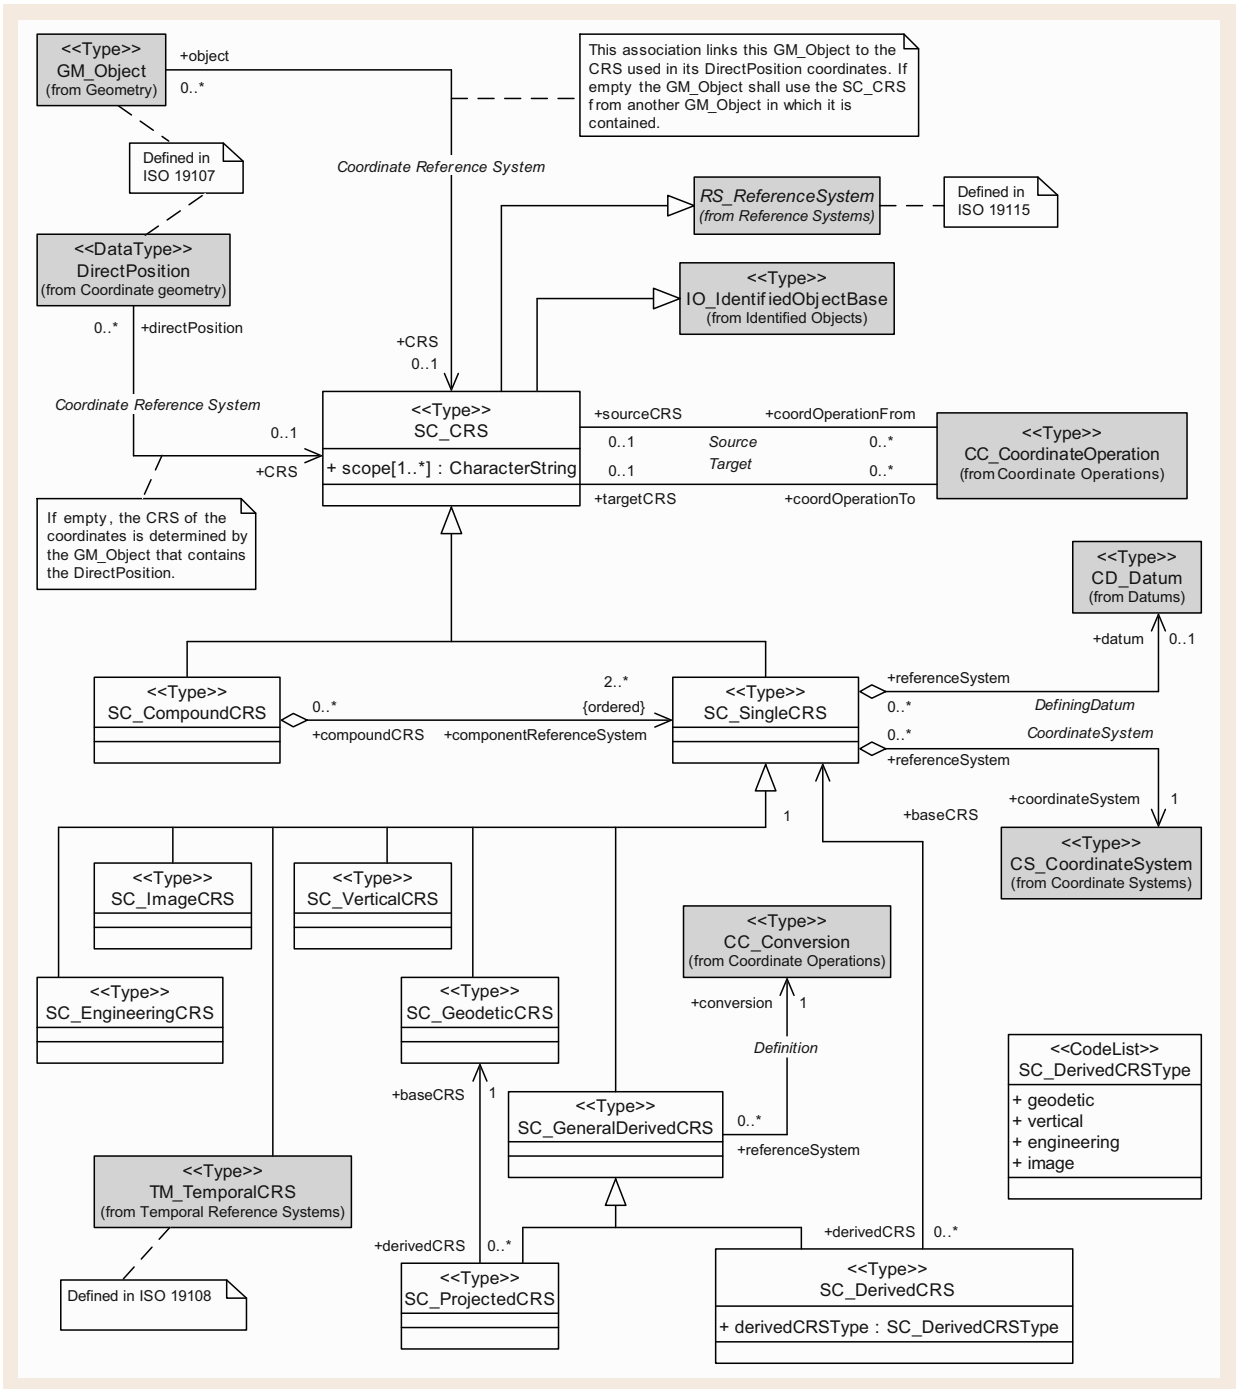 <<Type>>
GM_Object
(from Geometry)
+object
0..*
This association links this GM_Object to the
CRS used in its DirectPosition coordinates. If
empty the GM_Object shall use the SC_CRS
from another GM_Object in which it is
contained.
Defined in
ISO 19107
Coordinate Reference System
RS_ReferenceSystem
(from Reference Systems)
Defined in
ISO 19115
<<DataType>>
DirectPosition
(from Coordinate geometry)
<<Type>>
IO_IdentifiedObjectBase
(from Identified Objects)
0..*
+directPosition
+CRS
0..1
Coordinate Reference System
0..1
+CRS
<<Type>>
SC_CRS
+ scope[1..*] : CharacterString
+sourceCRS
+coordOperationFrom
0..1
Source
0..*
Target
0..1
0..*
+targetCRS
+coordOperationTo
<<Type>>
CC_CoordinateOperation
(from Coordinate Operations)
If empty, the CRS of the
coordinates is determined by
the GM_Object that contains
the DirectPosition.
<<Type>>
CD_Datum
(from Datums)
+datum
0..1
<<Type>>
SC_CompoundCRS
0..*
+compoundCRS
2..*
{ordered}
+componentReferenceSystem
<<Type>>
SC_SingleCRS
+referenceSystem
0..*
DefiningDatum
0..*
CoordinateSystem
+referenceSystem
+coordinateSystem
1
1
+baseCRS
<<Type>>
CS_CoordinateSystem
(from Coordinate Systems)
<<Type>>
SC_ImageCRS
<<Type>>
SC_VerticalCRS
<<Type>>
CC_Conversion
(from Coordinate Operations)
<<Type>>
SC_EngineeringCRS
<<Type>>
SC_GeodeticCRS
+conversion
1
Definition
<<CodeList>>
SC_DerivedCRSType
+ geodetic
+ vertical
+ engineering
+ image
+baseCRS
1
<<Type>>
SC_GeneralDerivedCRS
0..*
+referenceSystem
<<Type>>
TM_TemporalCRS
(from Temporal Reference Systems)
+derivedCRS
0..*
+derivedCRS
0..*
Defined in ISO 19108
<<Type>>
SC_ProjectedCRS
<<Type>>
SC_DerivedCRS
+ derivedCRSType : SC_DerivedCRSType